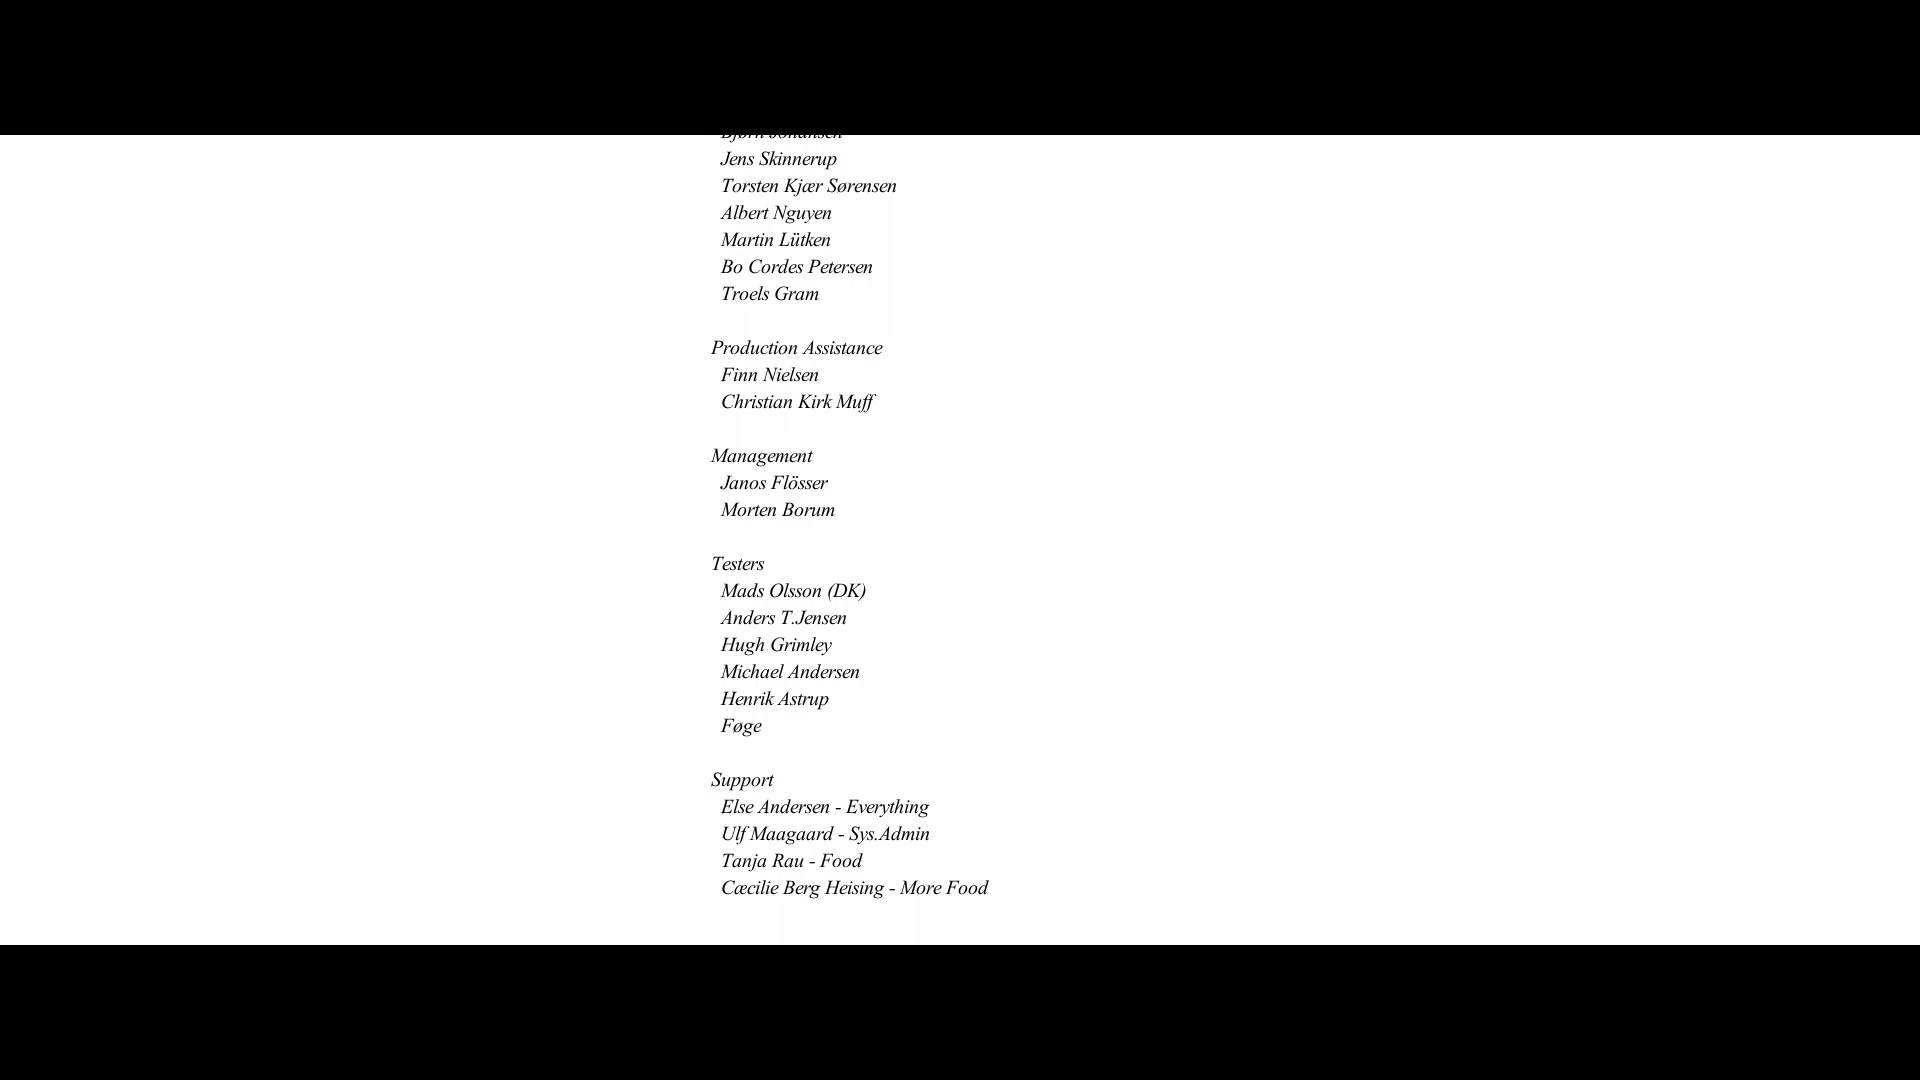 Bjørn Johansen
Jens Skinnerup
Torsten Kjær Sørensen
Albert Nguyen
Martin Lütken
Bo Cordes Petersen
Troels Gram
Production Assistance
Finn Nielsen
Christian Kirk Muff
Management
Janos Flösser
Morten Borum
Testers
Mads Olsson (DK)
Anders T.Jensen
Hugh Grimley
Michael Andersen
Henrik Astrup
Føge
Support
Else Andersen - Everything
Ulf Maagaard - Sys.Admin
Tanja Rau - Food
Cæcilie Berg Heising - More Food